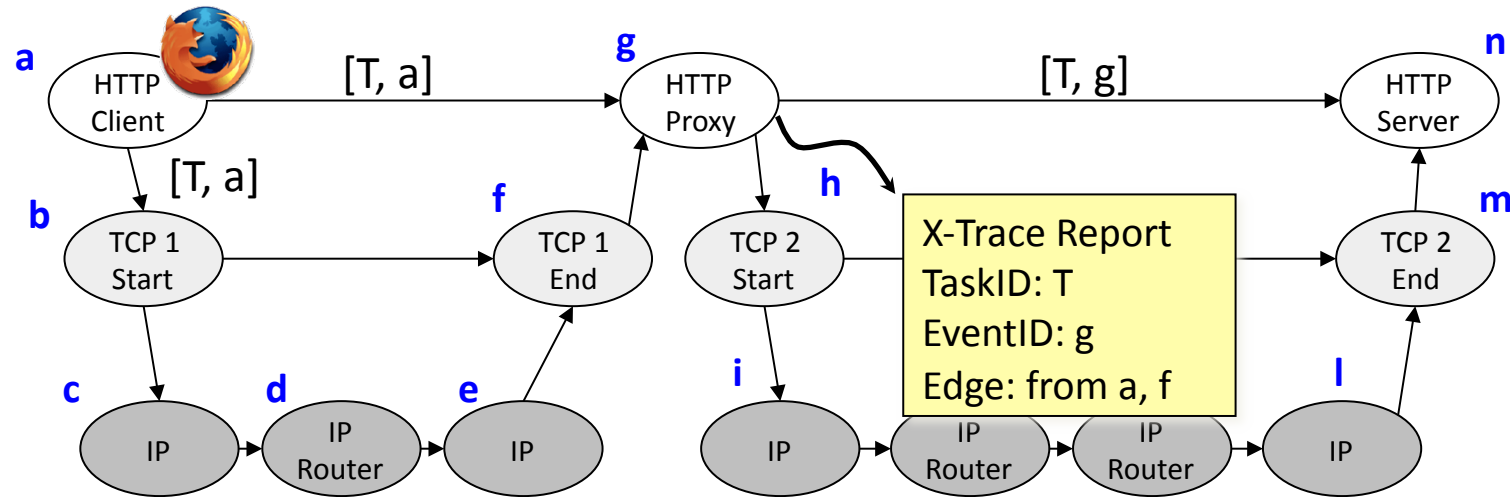 a
HTTP
Client
[T, a]
g
HTTP
Proxy
[T, g]
n
HTTP
Server
[T, a]
b
TCP 1
Start
f
TCP 1
End
h
TCP 2
Start
X-Trace Report
TaskID: T
EventID: g
Edge: from a, f
m
TCP 2
End
c
IP
d
IP
Router
e
IP
i
IP
IP
Router
IP
Router
l
IP